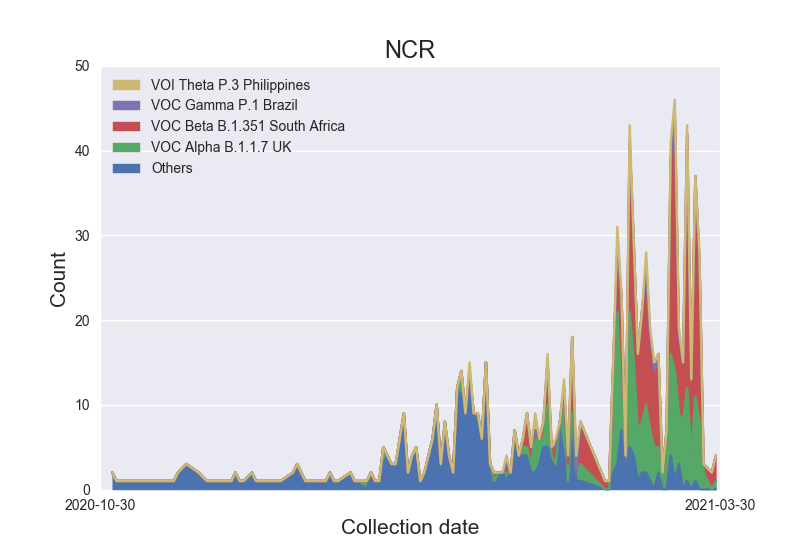 NCR
50
40
30
20
10
0
Count
VOI Theta P.3 Philippines
VOC Gamma P.1 Brazil
VOC Beta B.1.351 South Africa
VOC Alpha B.1.1.7 UK
Others
2020-10-30
2021-03-30
Collection date